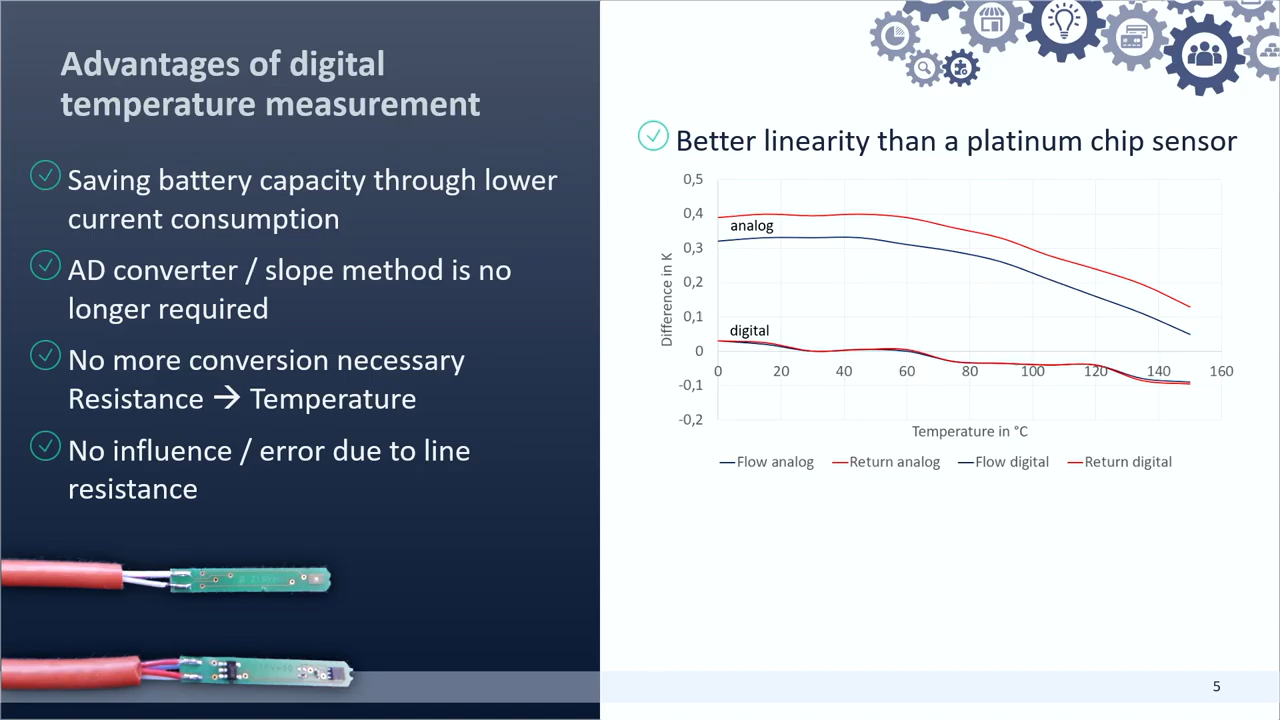 Advantages of digital
temperature measurement
Saving battery capacity through lower
current consumption
AD converter / slope method is no
longer required
No more conversion necessary
Resistance → Temperature
No influence / error due to line
resistance
Better linearity than a platinum chip sensor
0,5
0,4
0,3
0,2
0,1
0
-0,1
-0,2
Difference in K
analog
digital
0 20 40 60 80 100 120 140 160
Temperature in °C
Flow analog Return analog Flow digital Return digital
5